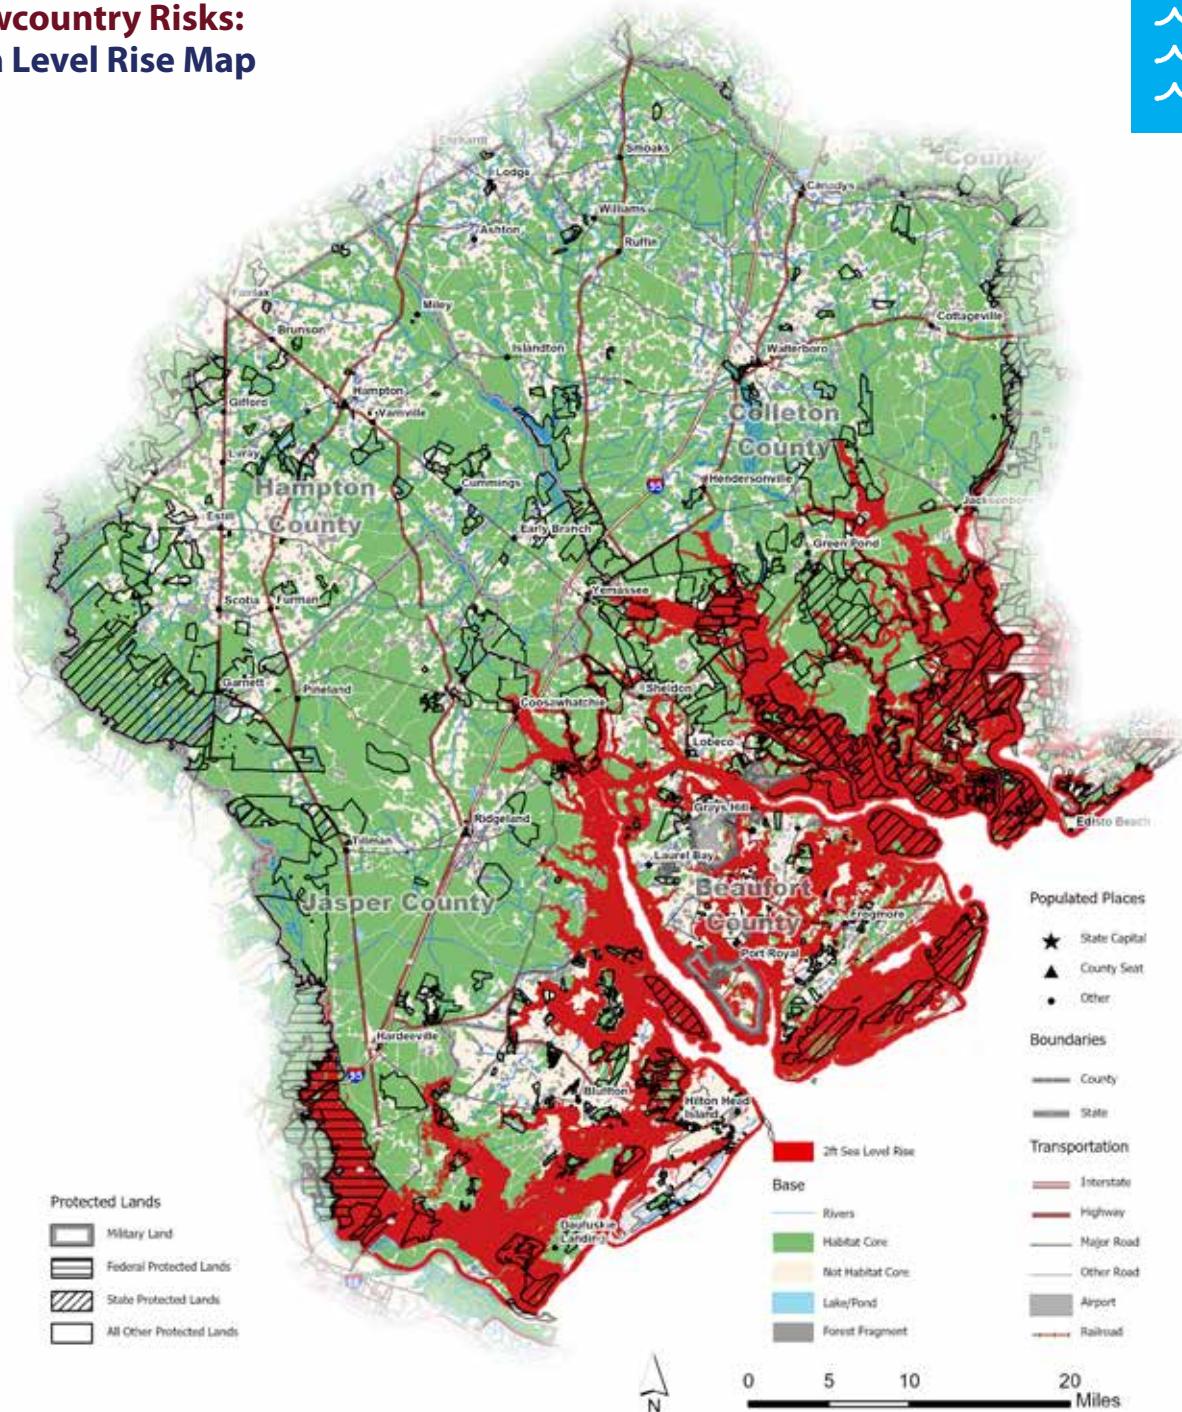 wcountry Risks:
Level Rise Map
County
Ehrhardt
Smoaks
Lodge
Canadys
Williams
Ashton
Ruffin
Fairfax
Miley
Cottageville
Brunson
Islandton
Walterboro
Hampton
Gifford
Varnville
Colleton
County
Luray
Hampton
County
Cummings
95
Hendersonville
Jacksonboro
Estill
Early Branch
Green Pond
Yemassee
Scotia
Furman
Garnett
Pineland
Coosawhatchie
Sheldon
Lobeco
Grays Hill
Ridgeland
Edisto Beach
Tillman
Laurel Bay
Beaufort
County
Jasper County
Frogmore
Port Royal
Hardeeville
95
Bluffton
Hilton Head
Island
Daufuskie
Landing
Populated Places
State Capital
County Seat
Other
Boundaries
County
State
Transportation
Interstate
Highway
Major Road
Other Road
Airport
Railroad
2ft Sea Level Rise
Base
Rivers
Habitat Core
Not Habitat Core
Lake/Pond
Forest Fragment
Protected Lands
Military Land
Federal Protected Lands
State Protected Lands
All Other Protected Lands
N
0 5 10 20
Miles